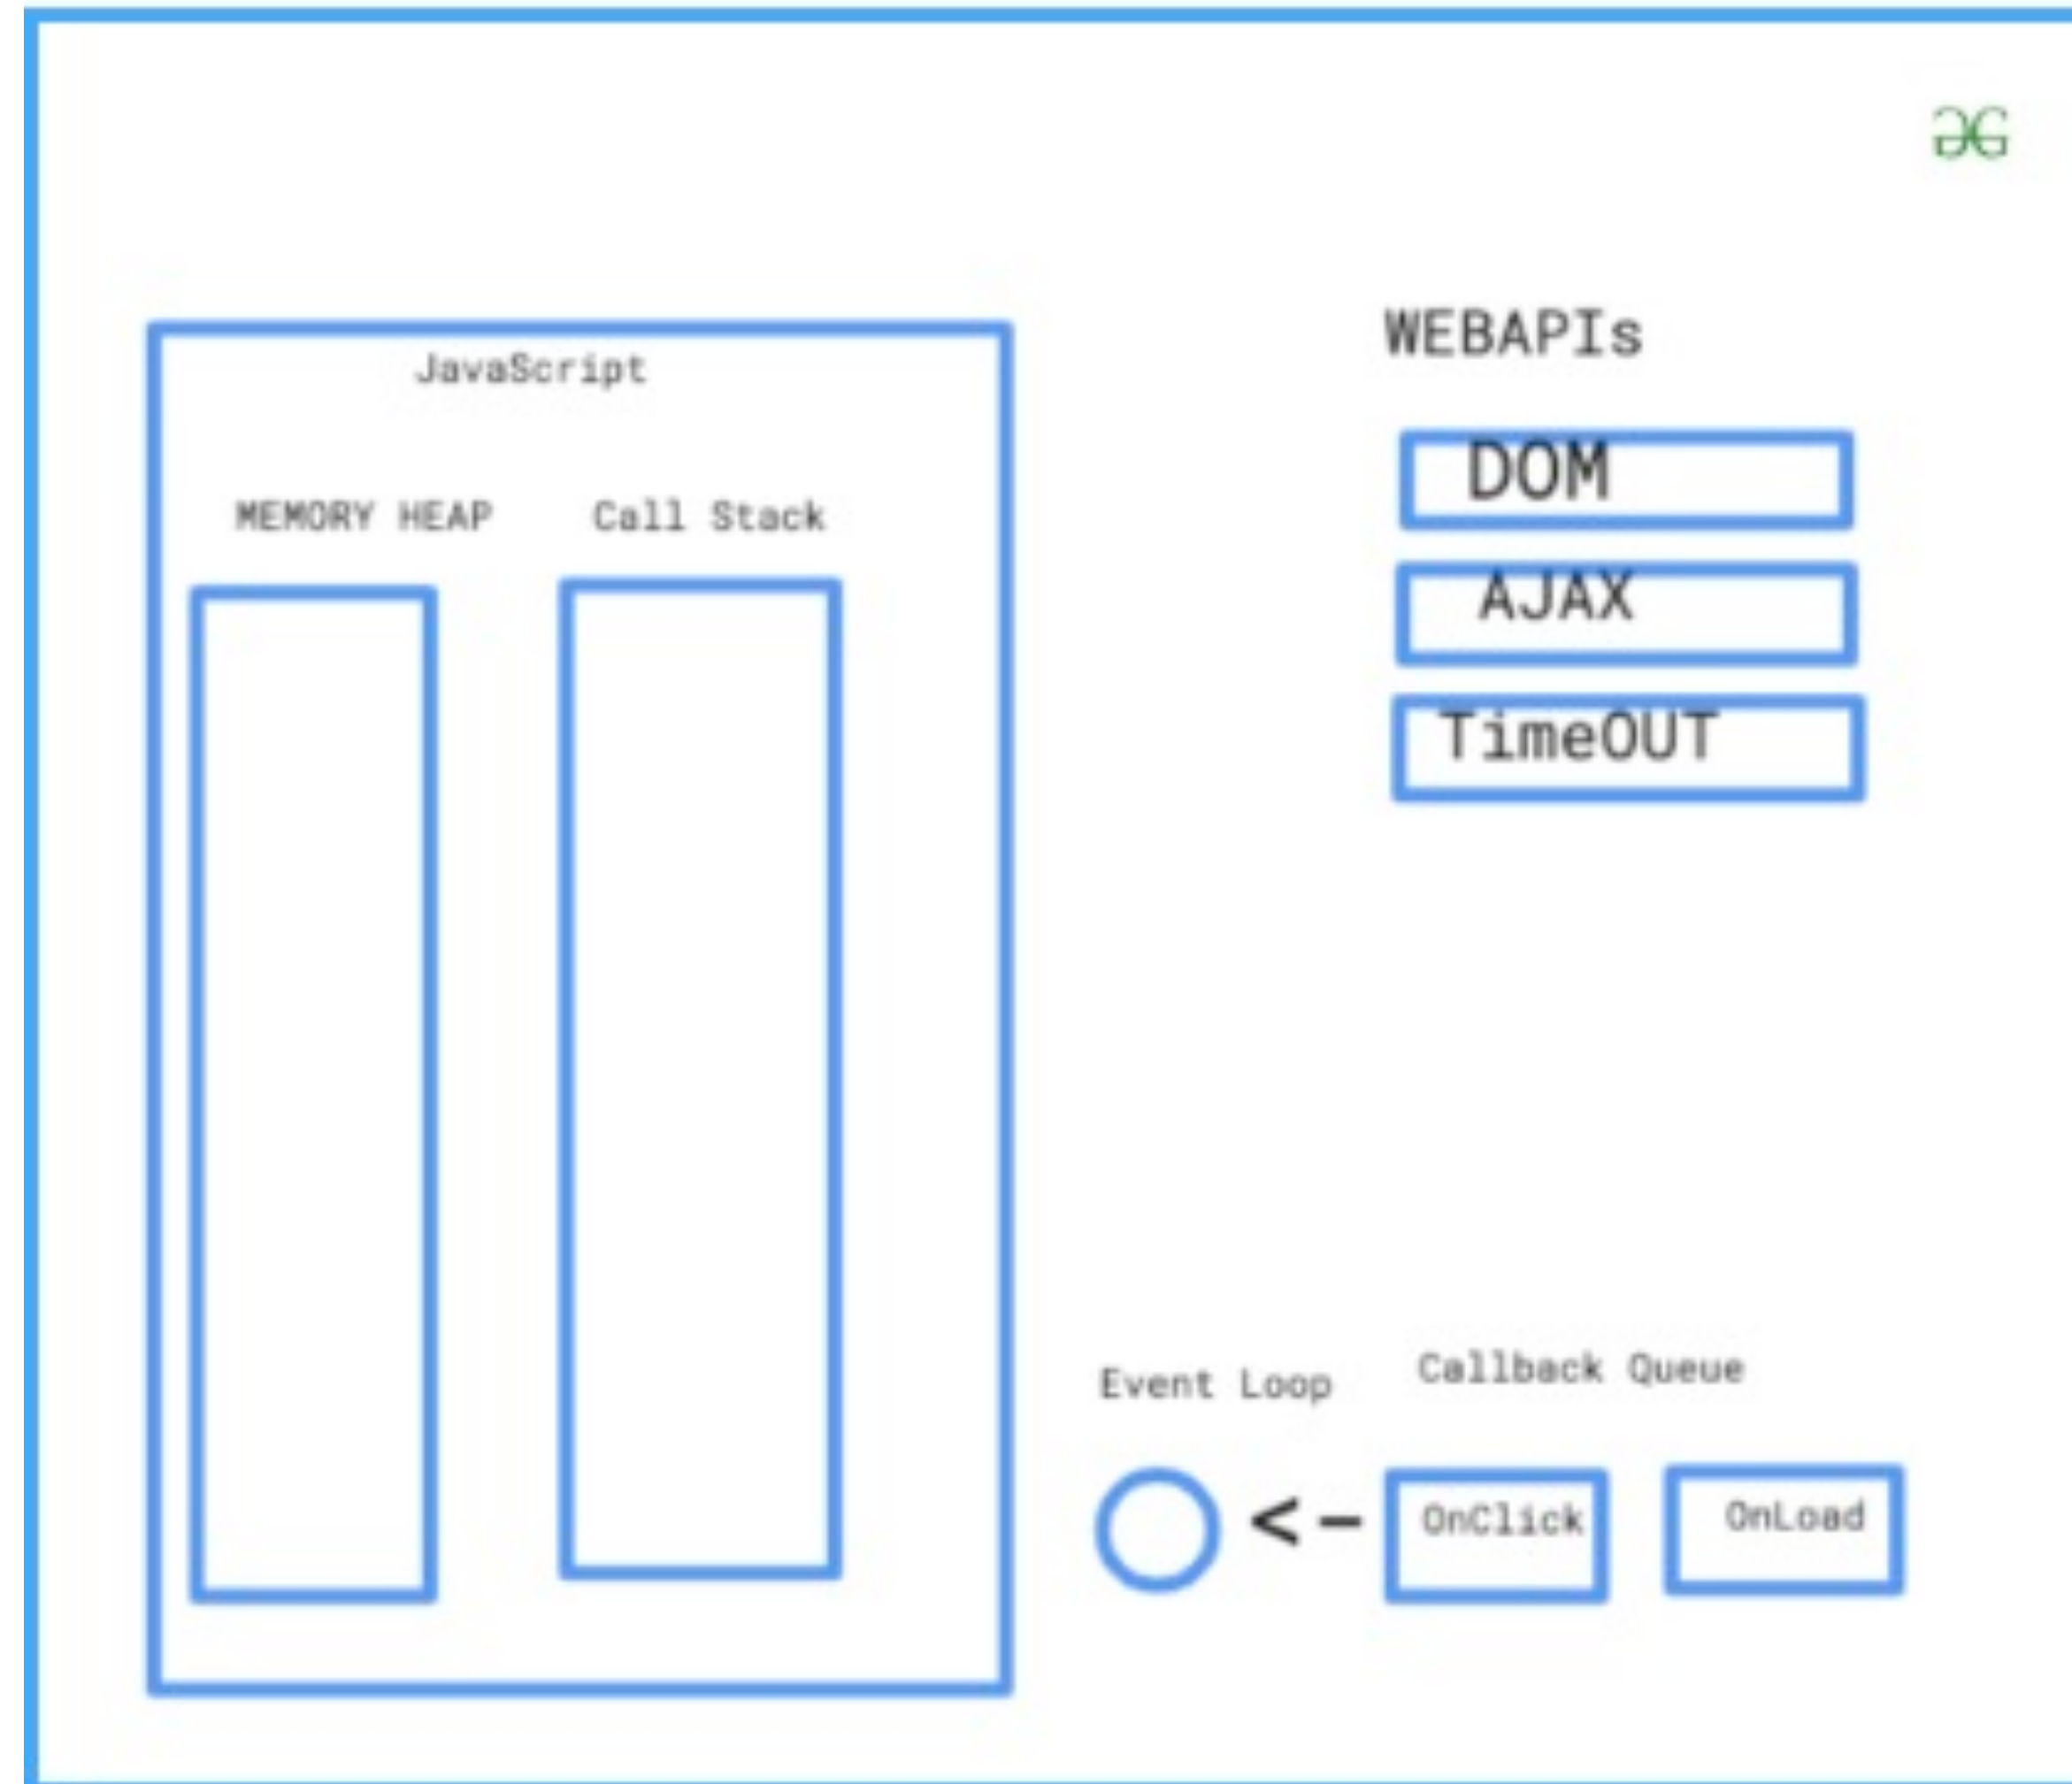 JavaScript
MEMORY HEAP
Call Stack
WEBAPIs
DOM
AJAX
TimeOUT
Event Loop
Callback Queue
<-
OnClick
OnLoad